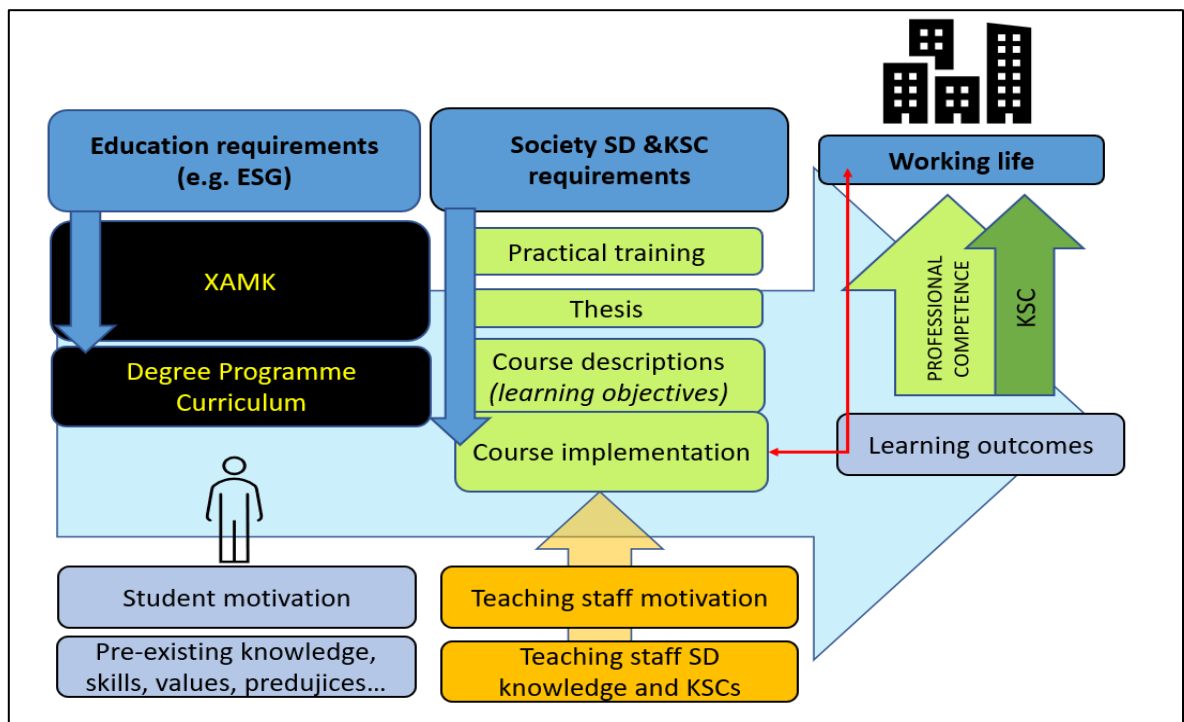 Education requirements
(e.g. ESG)
Society SD &KSC
requirements
Working life
XAMK
Degree Programme
Curriculum
Practical training
Thesis
Course descriptions
(learning objectives)
Course implementation
PROFESSIONAL
COMPETENCE
KSC
Learning outcomes
Student motivation
Pre-existing knowledge,
skills, values, predujices…
Teaching staff motivation
Teaching staff SD
knowledge and KSCs